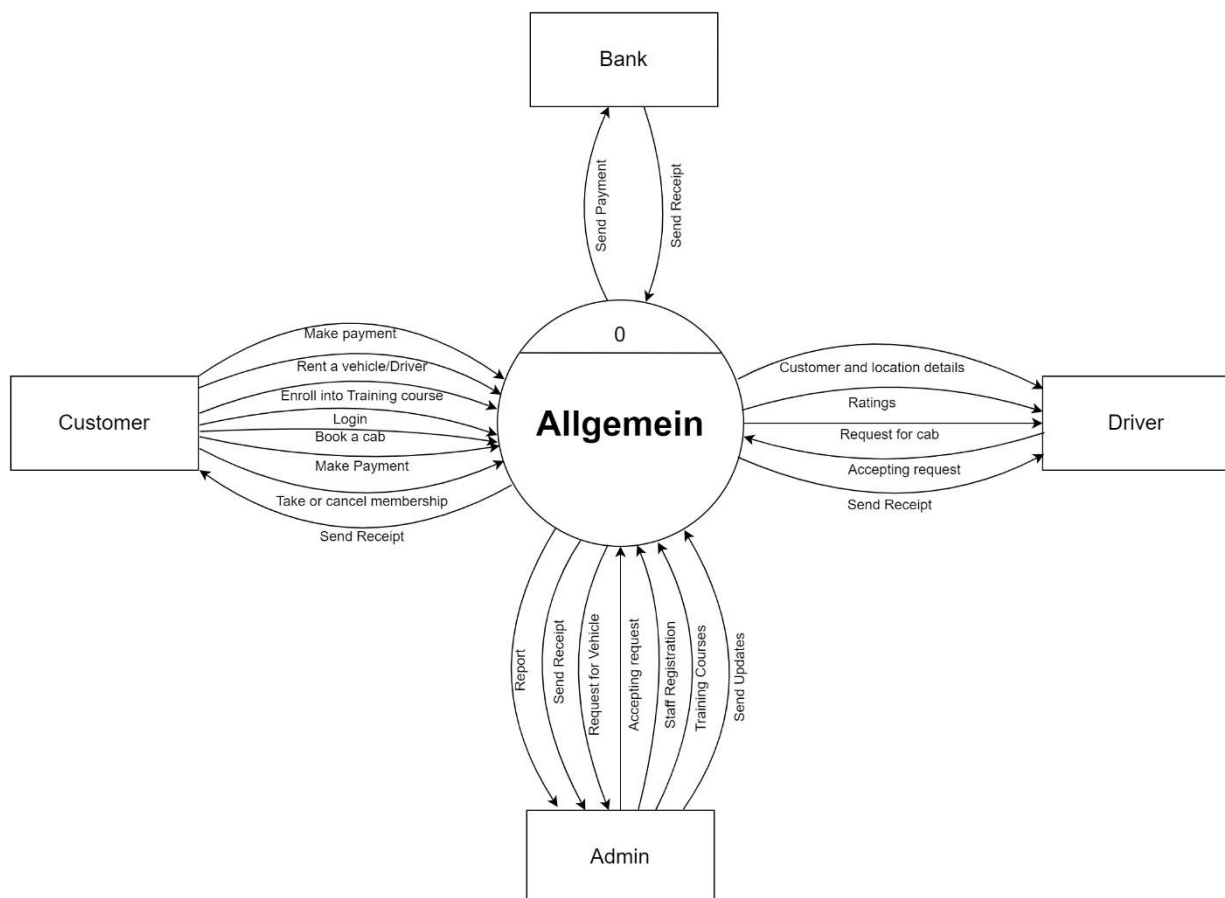 Bank
Send Payment
Send Receipt
0
Allgemein
Customer
Make payment
Rent a vehicle/Driver
Enroll into Training course
Login
Book a cab
Make Payment
Take or cancel membership
Send Receipt
Customer and location details
Ratings
Request for cab
Accepting request
Send Receipt
Driver
Report
Send Receipt
Request for Vehicle
Accepting request
Staff Registration
Training Courses
Send Updates
Admin